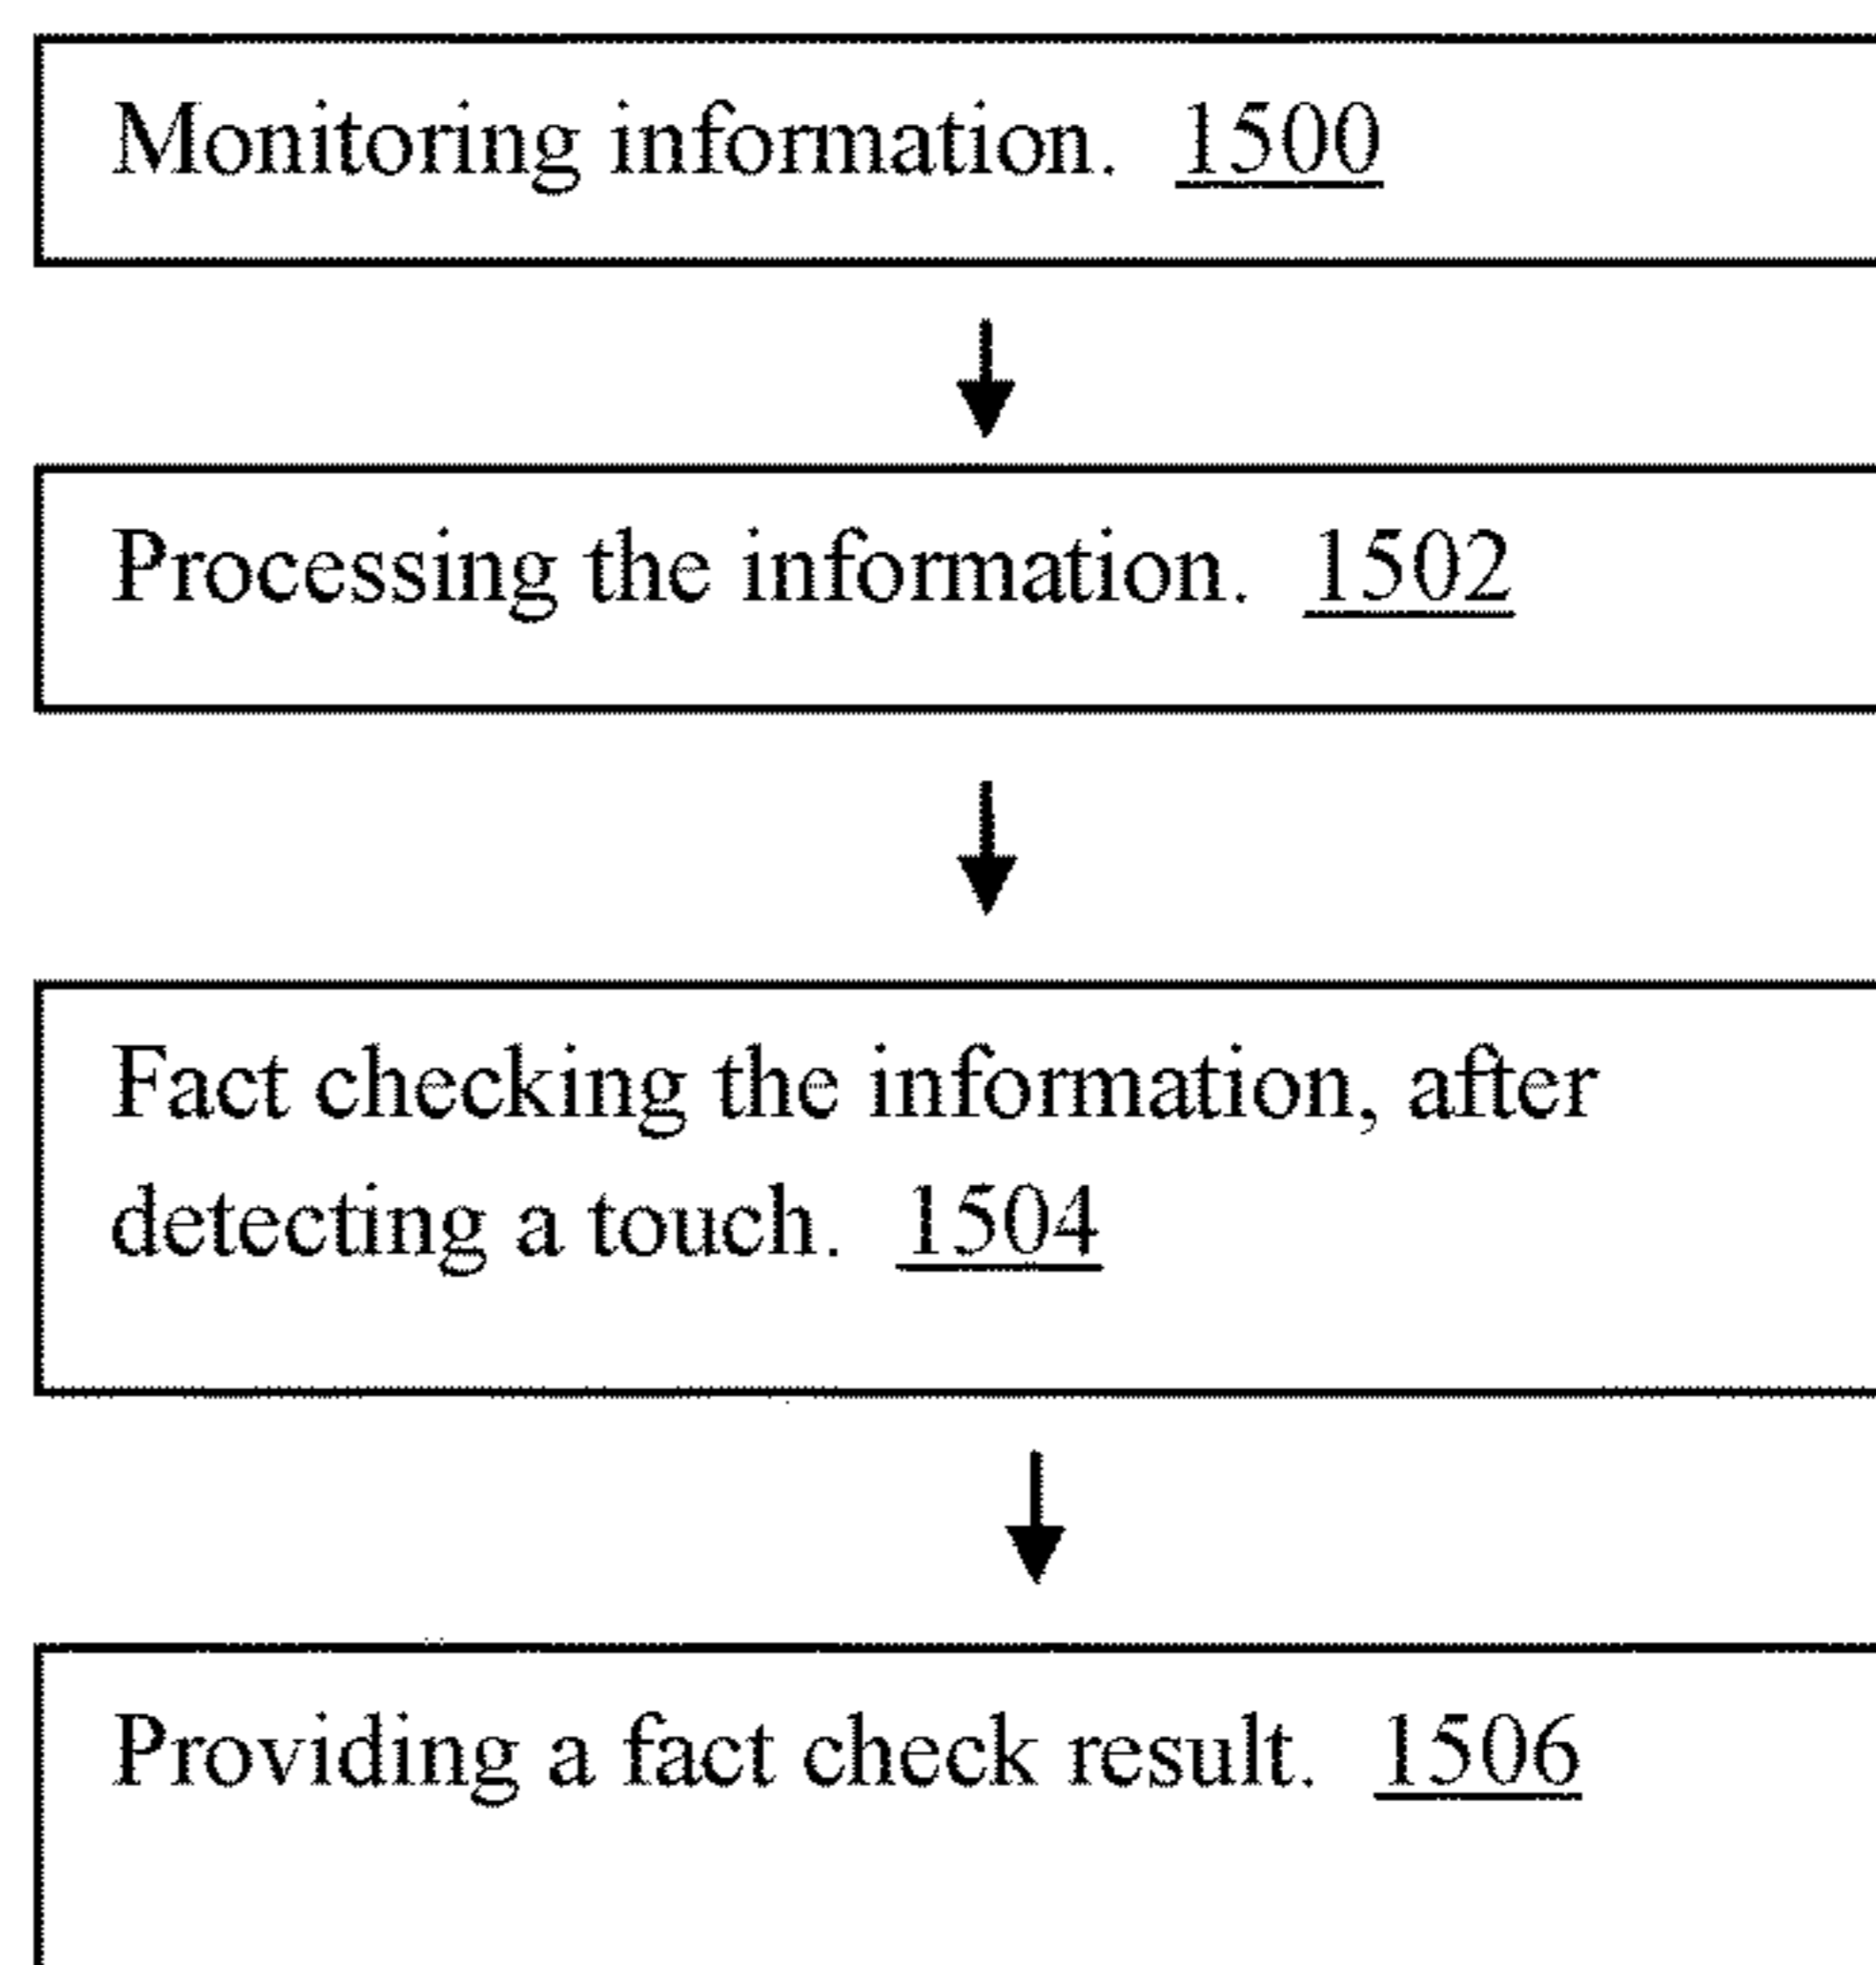 Monitoring information. 1500
Processing the information. 1502
Fact checking the information, after
detecting a touch. 1504
Providing a fact check result. 1506